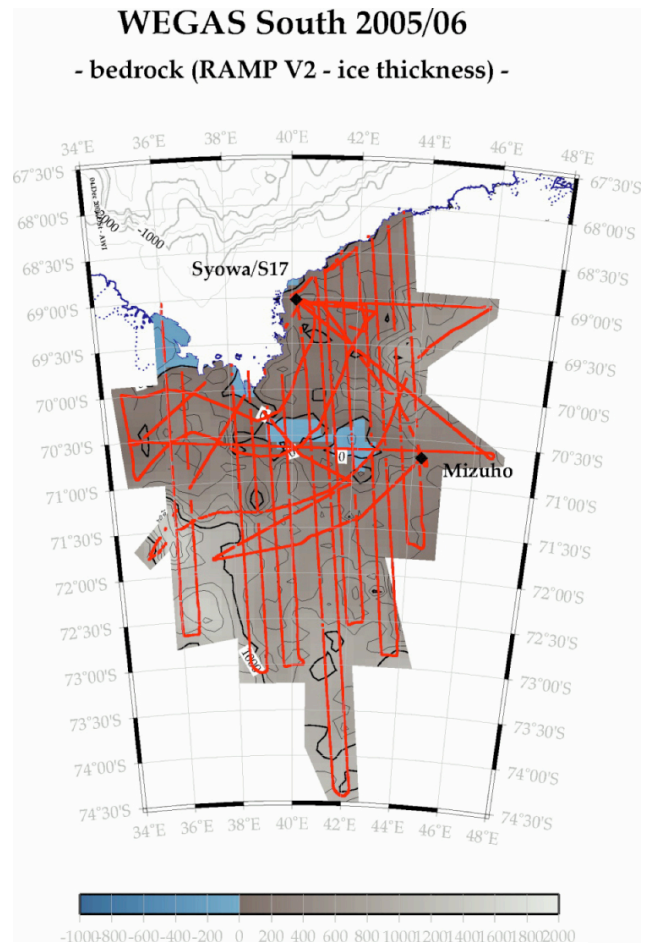 WEGAS South 2005/06
- bedrock (RAMP V2 - ice thickness) -
34°E 36°E 38°E 40°E 42°E 44°E 46°E 48°E
67°30'S 67°30'S
68°00'S 68°00'S
-1000
68°30'S 68°30'S
Syowa/S17
69°00'S 69°00'S
69°30'S 69°30'S
70°00'S 70°00'S
70°30'S 0 70°30'S
Mizuho
71°00'S 71°00'S
71°30'S 71°30'S
72°00'S 72°00'S
72°30'S 72°30'S
1000
73°00'S 73°00'S
73°30'S 73°30'S
74°00'S 74°00'S
74°30'S 74°30'S
34°E 36°E 38°E 40°E 42°E 44°E 46°E 48°E
-1000 -800 -600 -400 -200 0 200 400 600 800 1000 1200 1400 1600 1800 2000